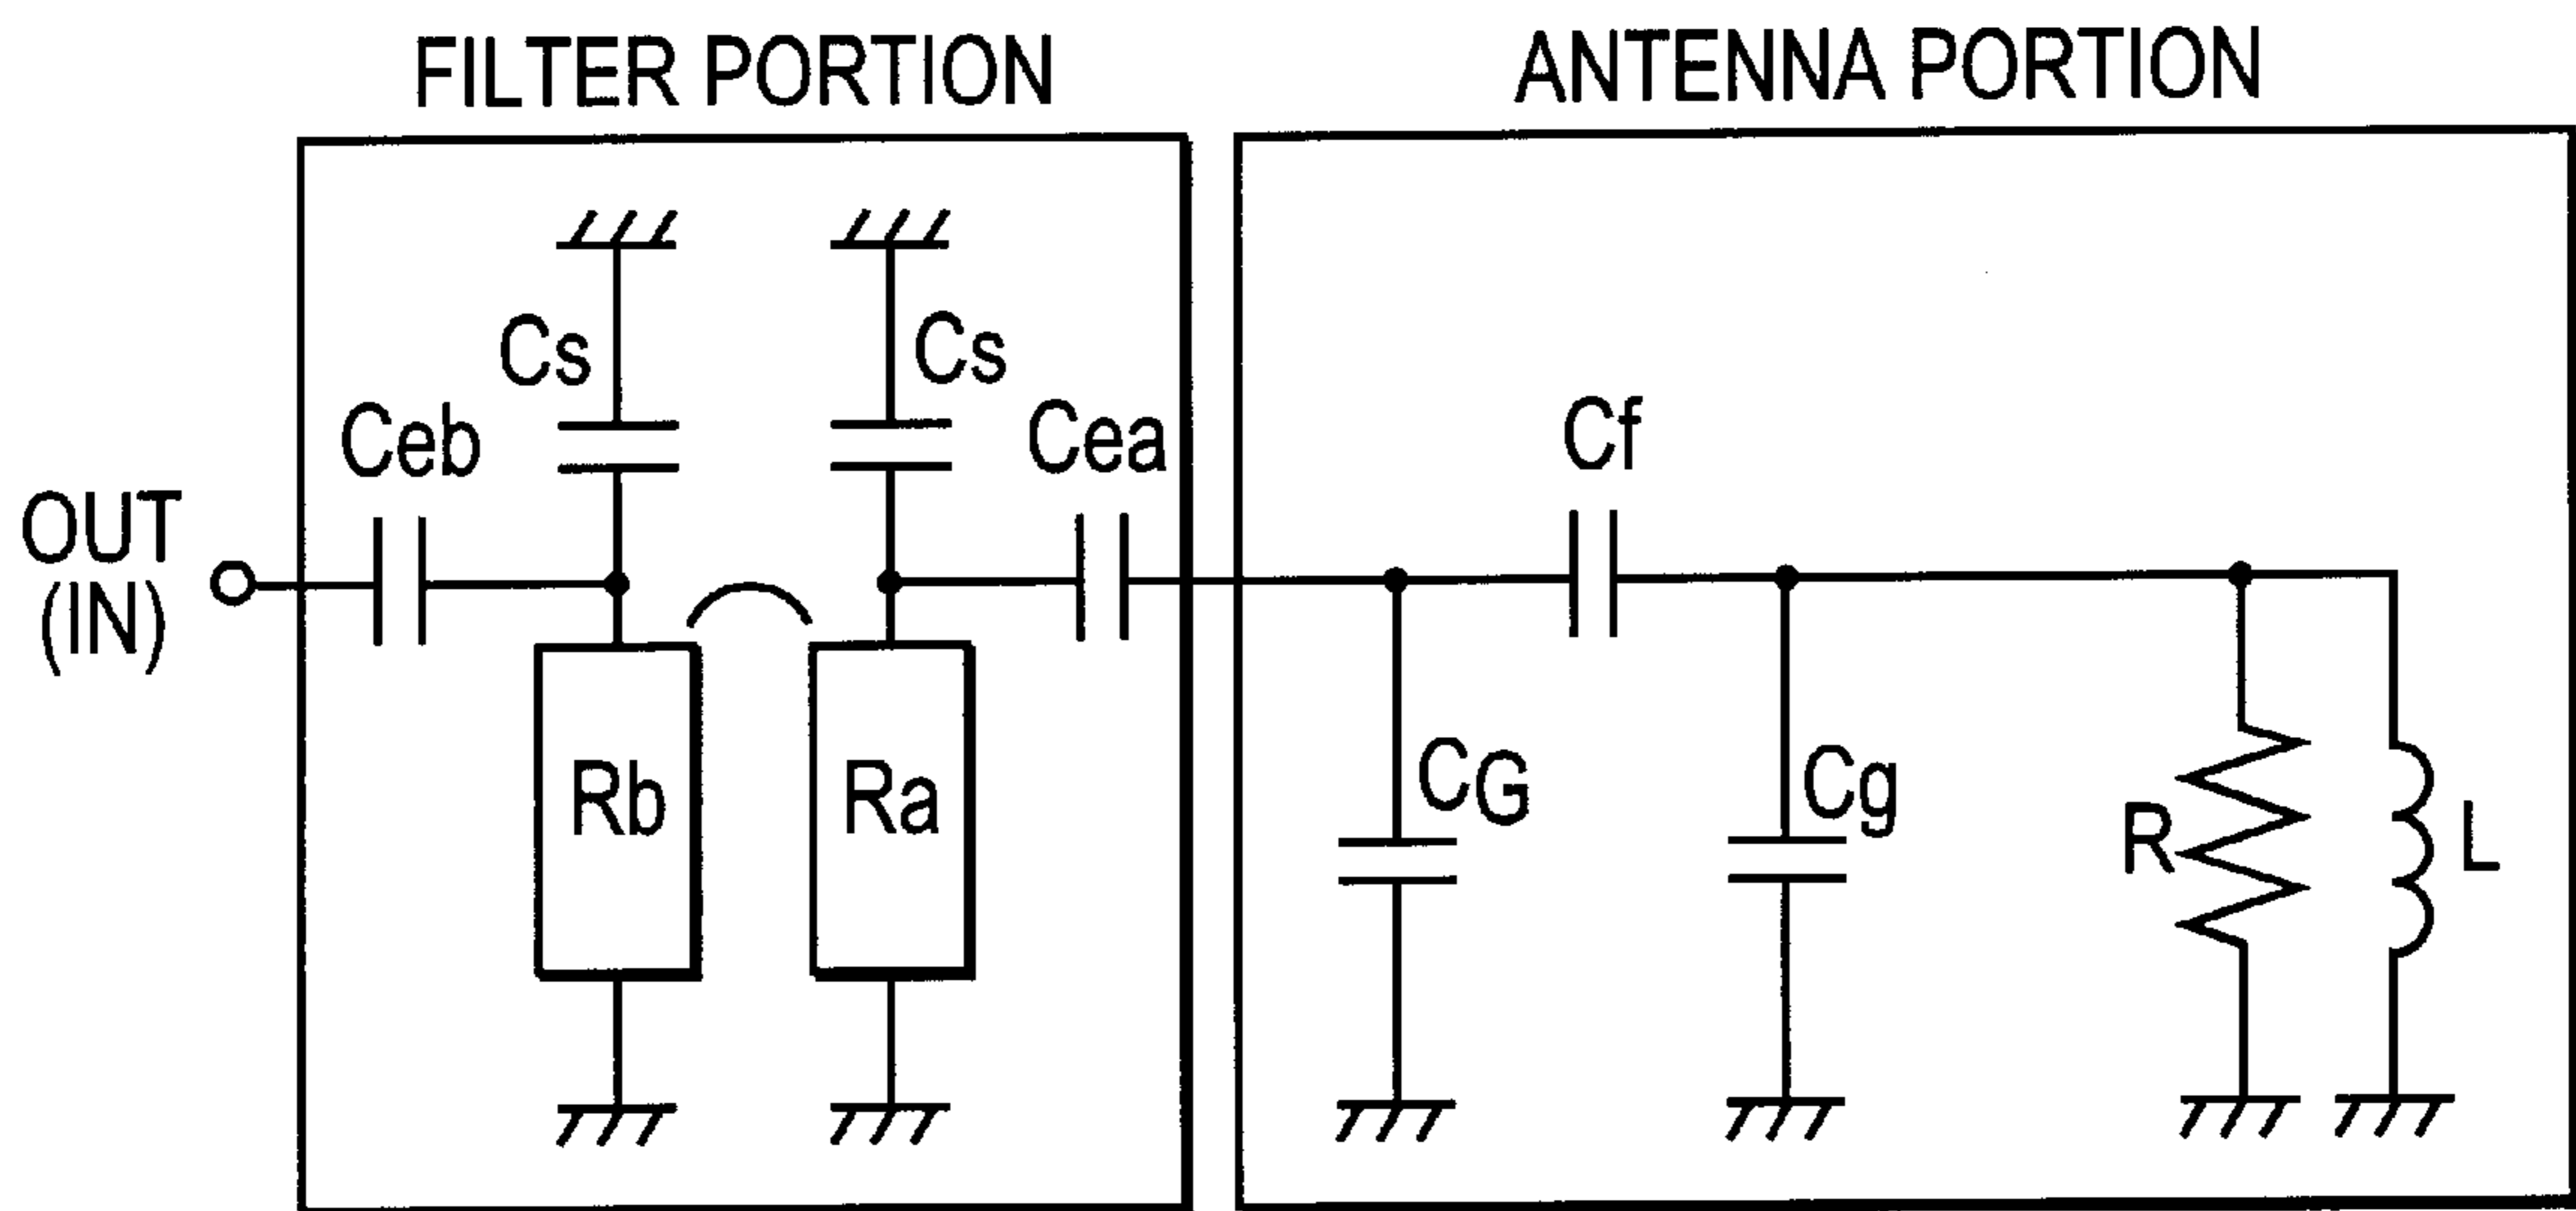 FILTER PORTION
ANTENNA PORTION
Cs
Cs
Ceb
Cea
Cf
OUT
(IN)
Rb
Ra
CG
Cg
R
L